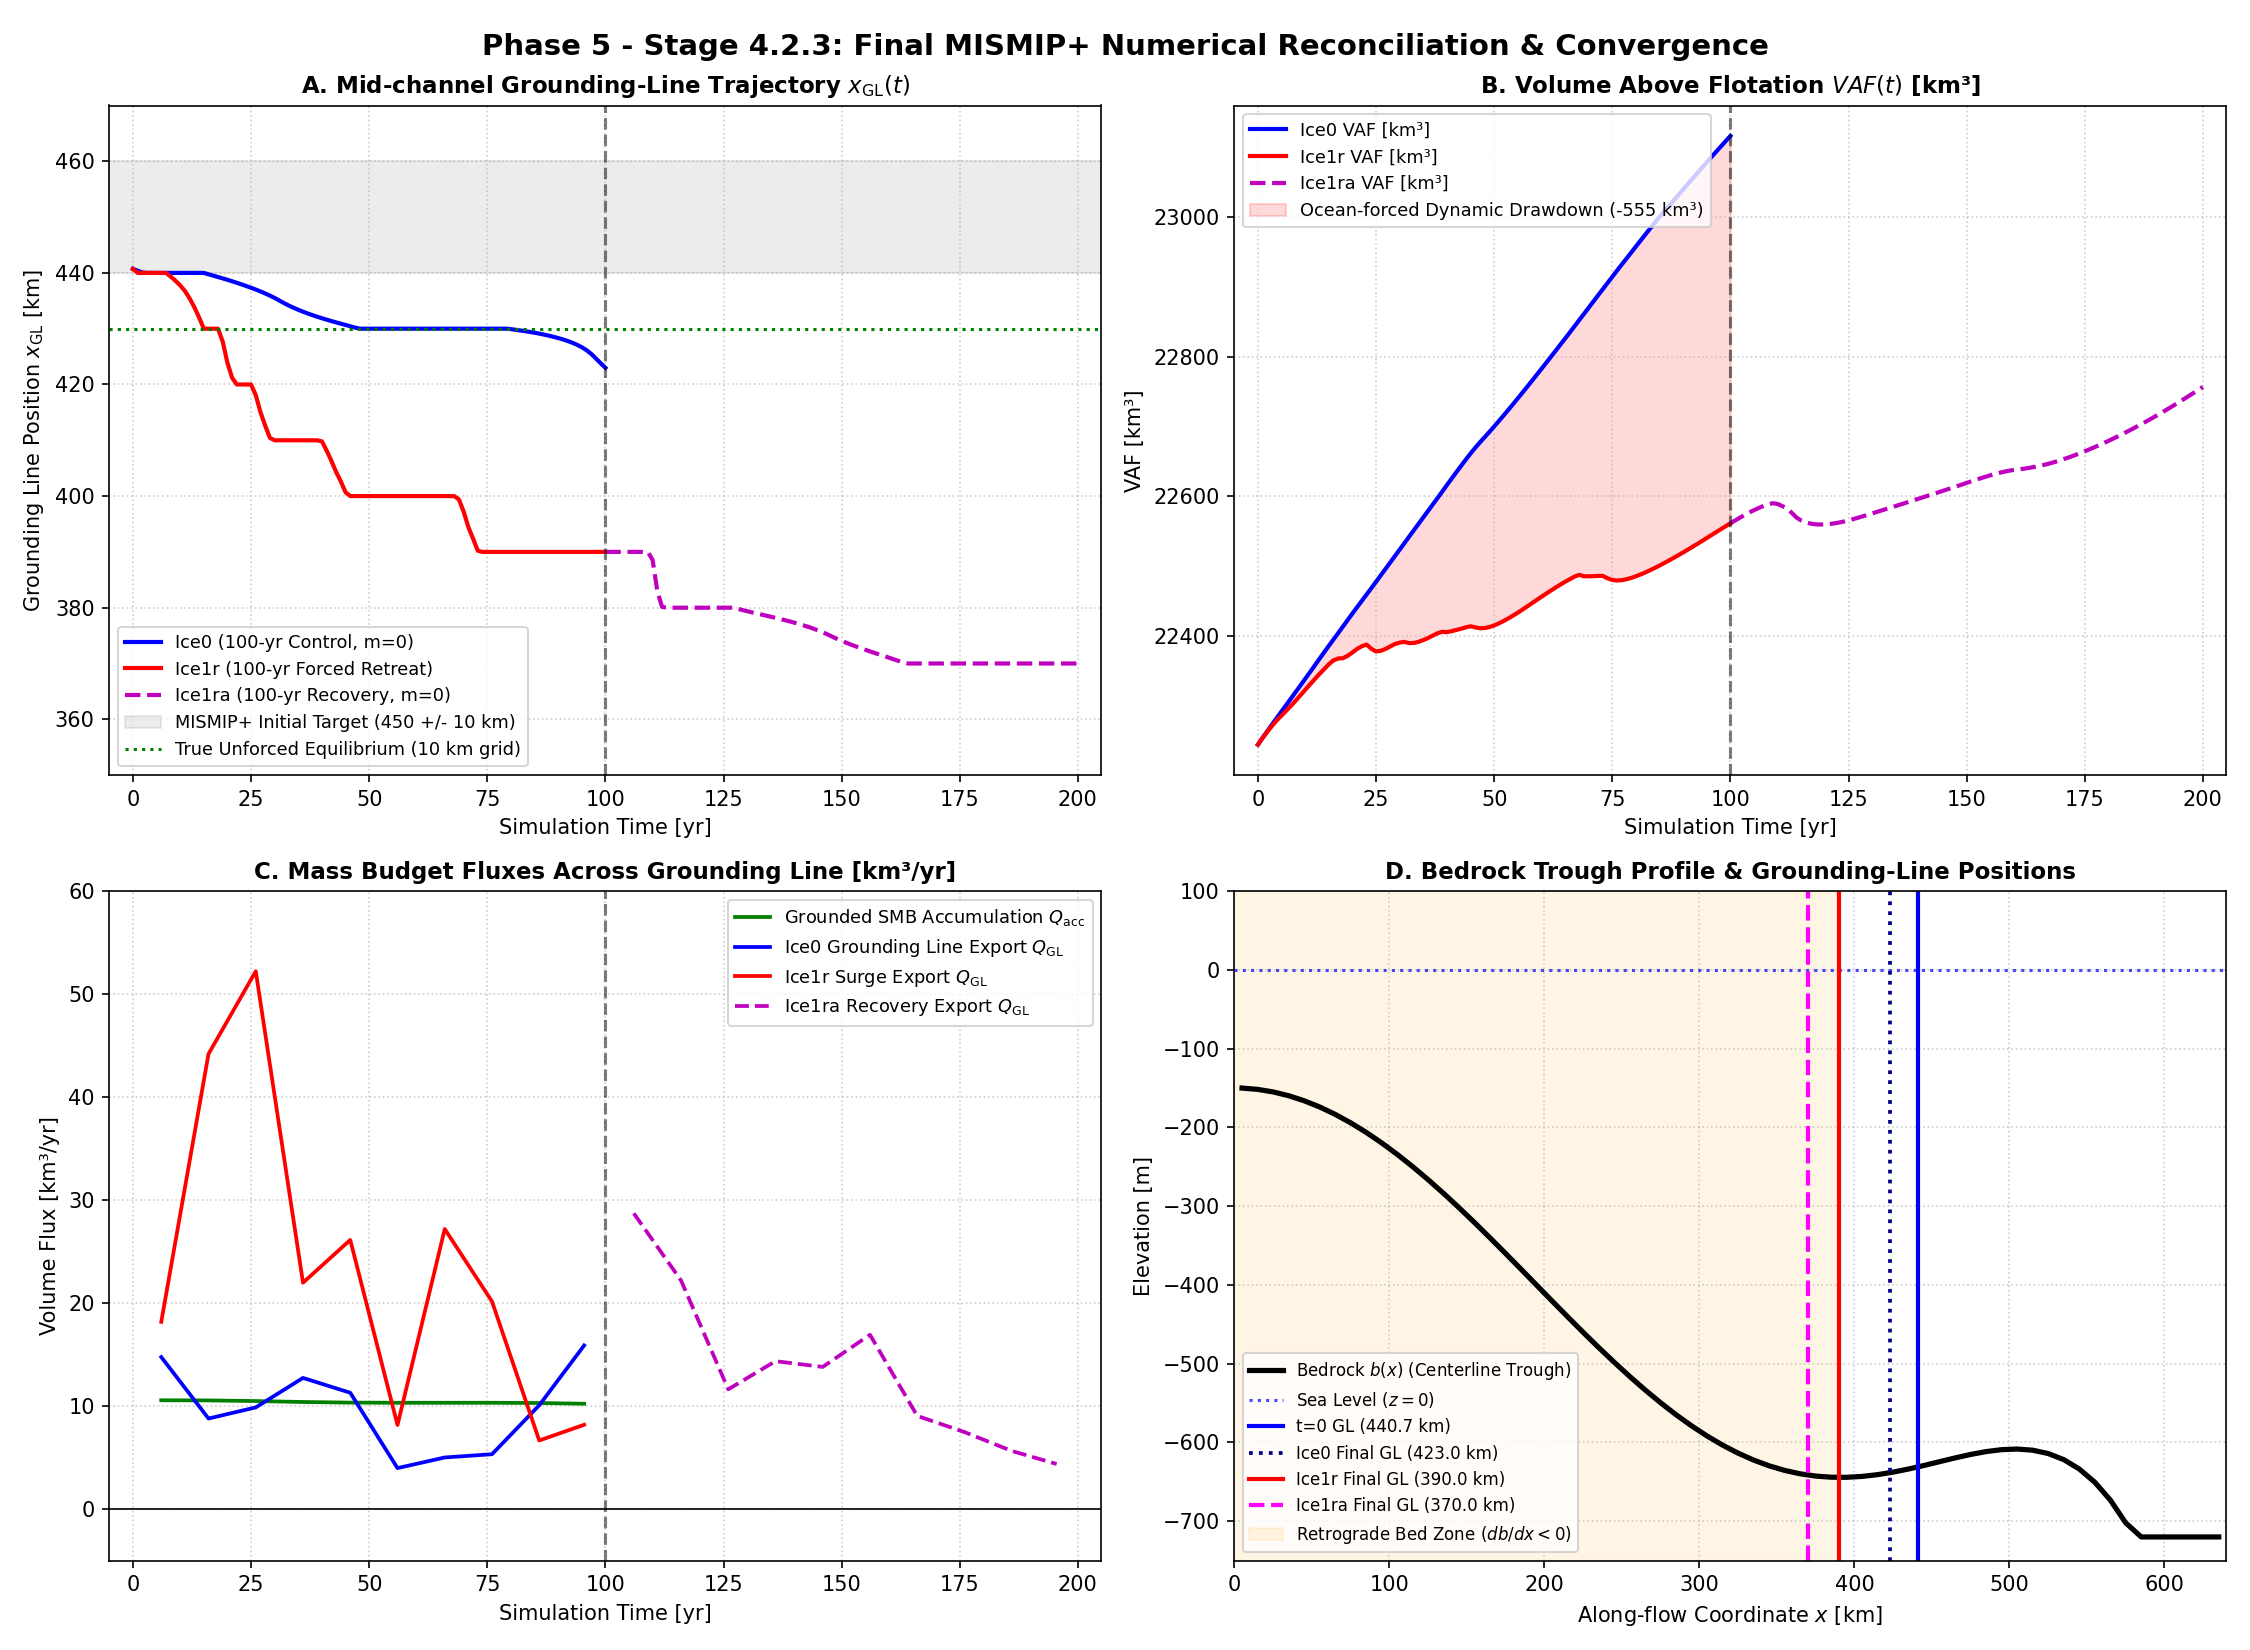 Phase 5 - Stage 4.2.3: Final MISMIP+ Numerical Reconciliation & Convergence
A. Mid-channel Grounding-Line Trajectory x_GL(t)
Grounding Line Position x_GL [km]
460
440
420
400
380
360
Ice0 (100-yr Control, m=0)
Ice1r (100-yr Forced Retreat)
Ice1ra (100-yr Recovery, m=0)
MISMIP+ Initial Target (450 +/- 10 km)
True Unforced Equilibrium (10 km grid)
0 25 50 75 100 125 150 175 200
Simulation Time [yr]
B. Volume Above Flotation VAF(t) [km³]
VAF [km³]
Ice0 VAF [km³]
Ice1r VAF [km³]
Ice1ra VAF [km³]
Ocean-forced Dynamic Drawdown (-555 km³)
23000
22800
22600
22400
0 25 50 75 100 125 150 175 200
Simulation Time [yr]
C. Mass Budget Fluxes Across Grounding Line [km³/yr]
Volume Flux [km³/yr]
60
50
40
30
20
10
0
Grounded SMB Accumulation Q_acc
Ice0 Grounding Line Export Q_GL
Ice1r Surge Export Q_GL
Ice1ra Recovery Export Q_GL
0 25 50 75 100 125 150 175 200
Simulation Time [yr]
D. Bedrock Trough Profile & Grounding-Line Positions
Elevation [m]
100
0
−100
−200
−300
−400
−500
−600
−700
Bedrock b(x) (Centerline Trough)
Sea Level (z = 0)
t=0 GL (440.7 km)
Ice0 Final GL (423.0 km)
Ice1r Final GL (390.0 km)
Ice1ra Final GL (370.0 km)
Retrograde Bed Zone (db/dx < 0)
0 100 200 300 400 500 600
Along-flow Coordinate x [km]